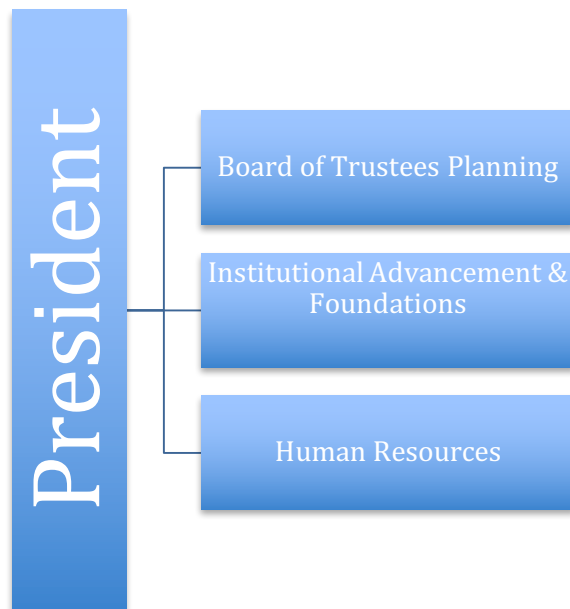 President
Board of Trustees Planning
Institutional Advancement &
Foundations
Human Resources